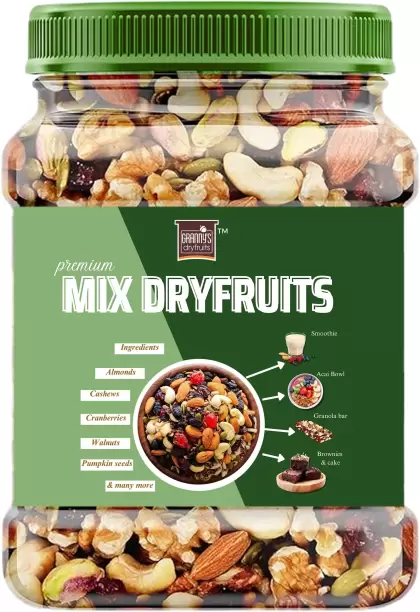 GRANNY'S
dryfruits
TM
premium
MIX DRYFRUITS
Ingredients
Almonds
Cashews
Cranberries
Walnuts
Pumpkin seeds
& many more
Smoothie
Acai Bowl
Granola bar
Brownies
& cake